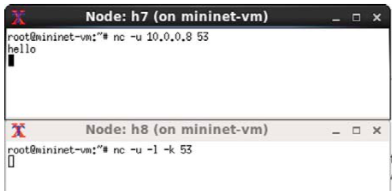 Node: h7 (on mininet-vm)
root@mininet-vm:~# nc -u 10.0.0.8 53
hello
Node: h8 (on mininet-vm)
root@mininet-vm:~# nc -u -l -k 53